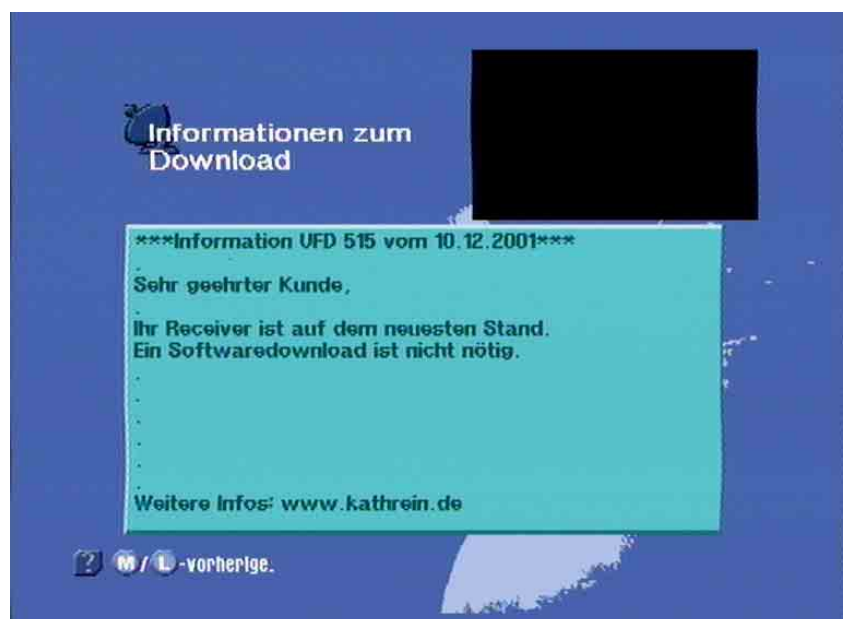 Informationen zum
Download
***Information UFD 515 vom 10.12.2001***
.
Sehr geehrter Kunde,
.
Ihr Receiver ist auf dem neuesten Stand.
Ein Softwaredownload ist nicht nötig.
.
.
.
.
.
.
Weitere Infos: www.kathrein.de
? M / L -vorherige.